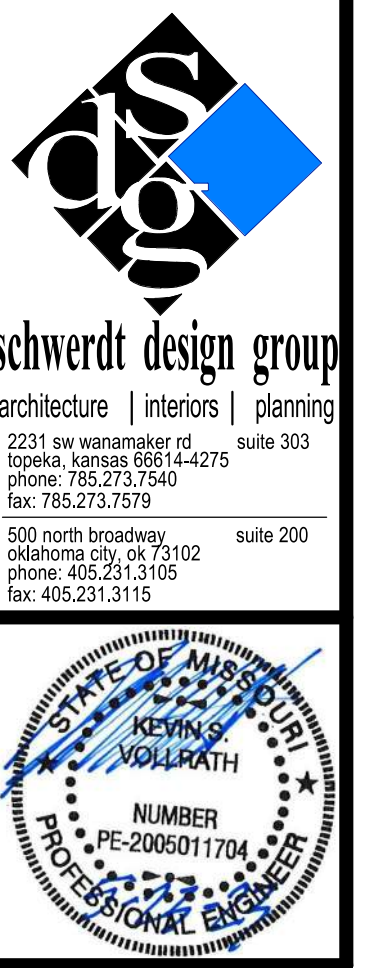 sdg
schwerdt design group
architecture | interiors | planning
2231 sw wanamaker rd suite 303
topeka, kansas 66614-4275
phone: 785.273.7540
fax: 785.273.7579
500 north broadway suite 200
oklahoma city, ok 73102
phone: 405.231.3105
fax: 405.231.3115
STATE OF MISSOURI
KEVIN S.
VOLLRATH
NUMBER
PE-2005011704
PROFESSIONAL ENGINEER